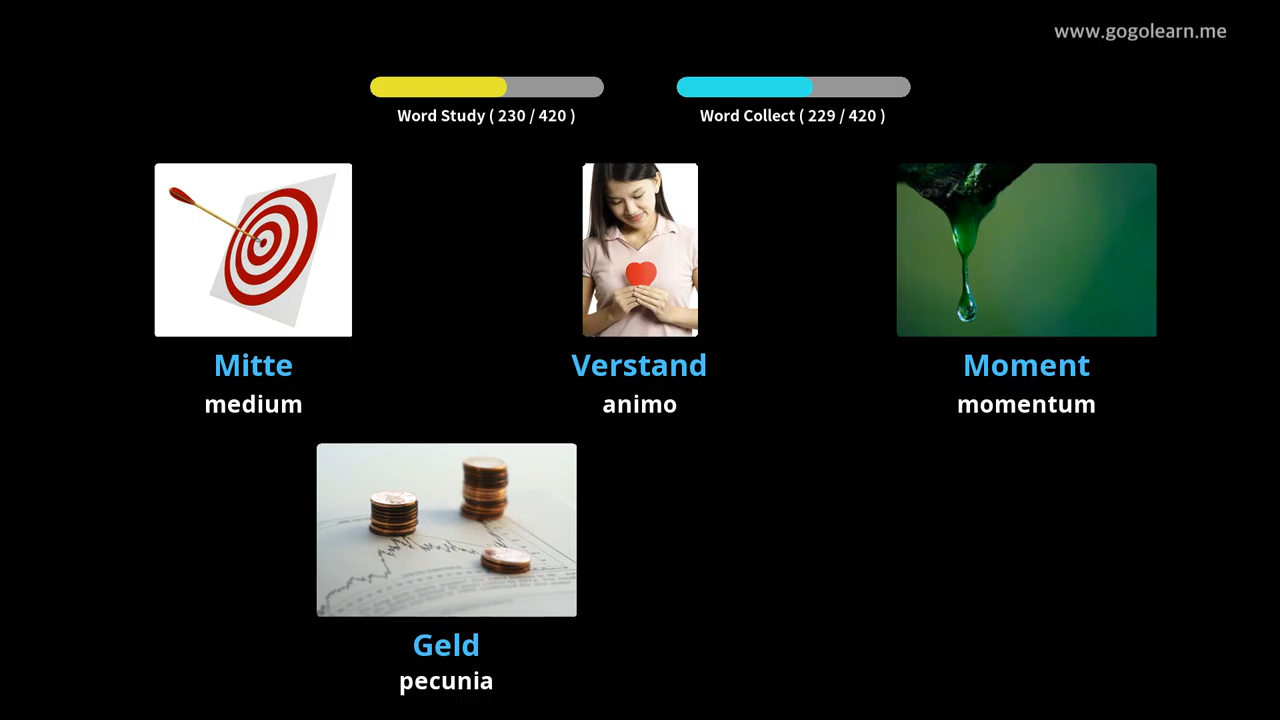 www.gogolearn.me
Word Study ( 230 / 420 )
Word Collect ( 229 / 420 )
Mitte
medium
Verstand
animo
Moment
momentum
Geld
pecunia